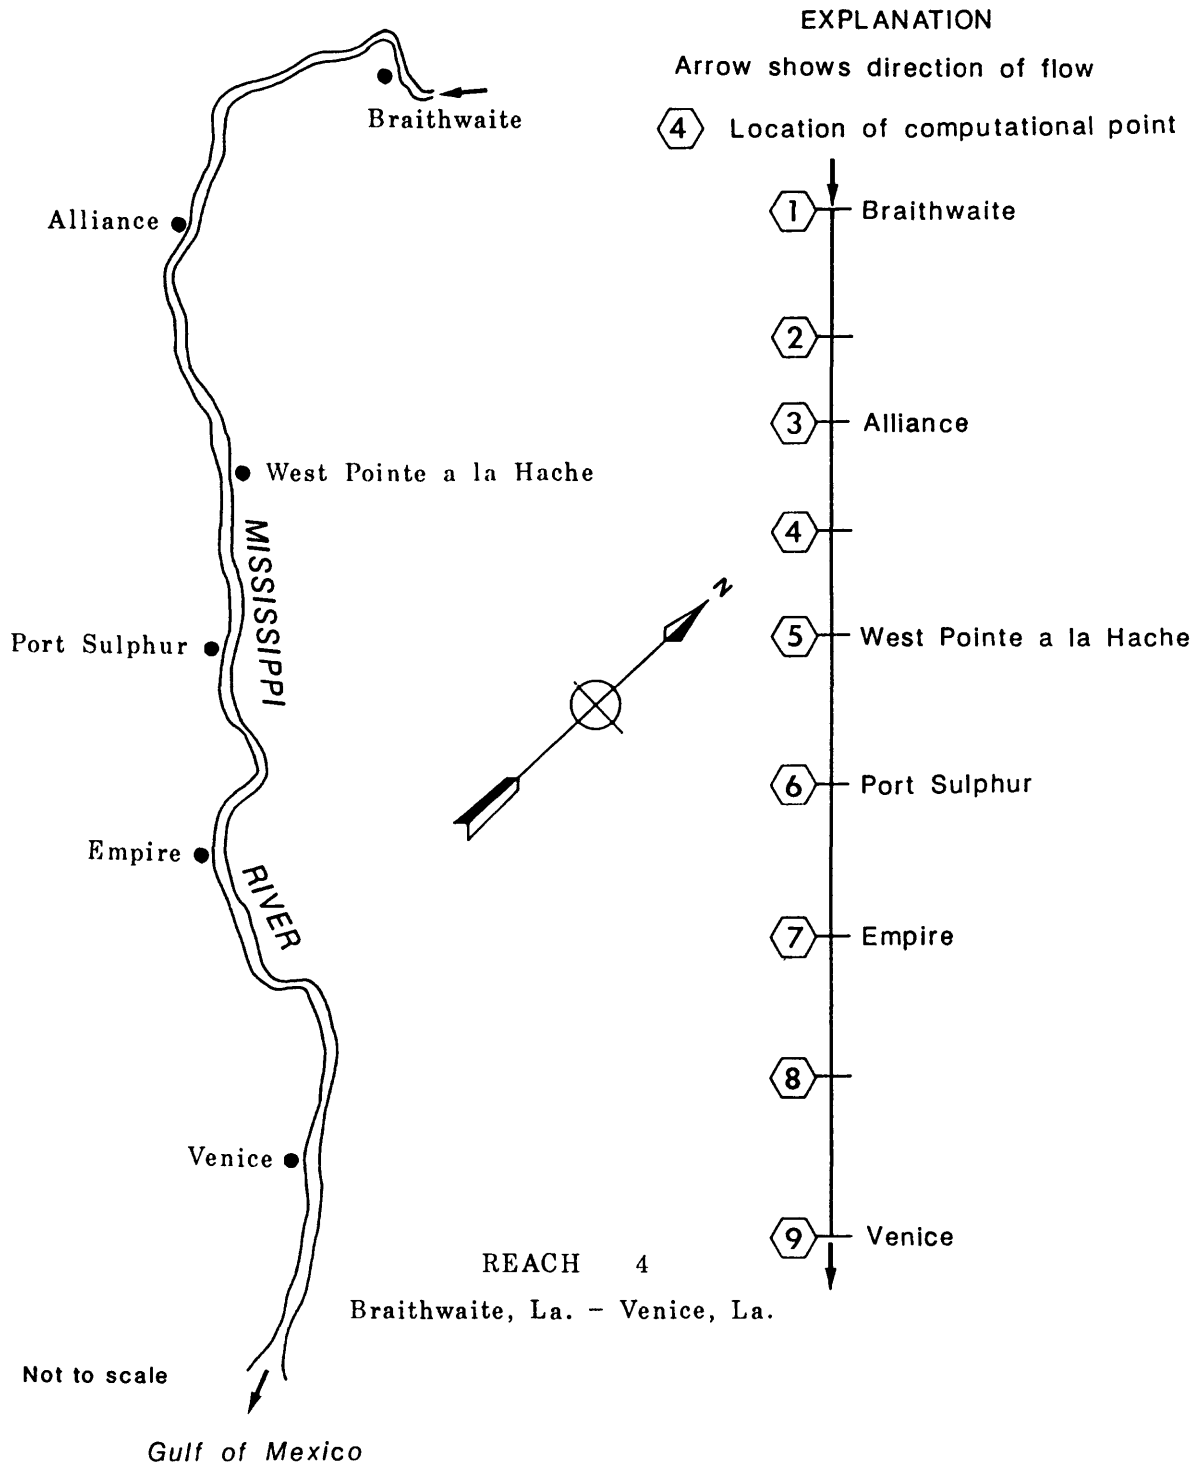 EXPLANATION
Arrow shows direction of flow
4 Location of computational point
Braithwaite
Alliance
West Pointe a la Hache
MISSISSIPPI
Port Sulphur
Empire
RIVER
Venice
N
1 Braithwaite
2
3 Alliance
4
5 West Pointe a la Hache
6 Port Sulphur
7 Empire
8
9 Venice
REACH 4
Braithwaite, La. – Venice, La.
Not to scale
Gulf of Mexico